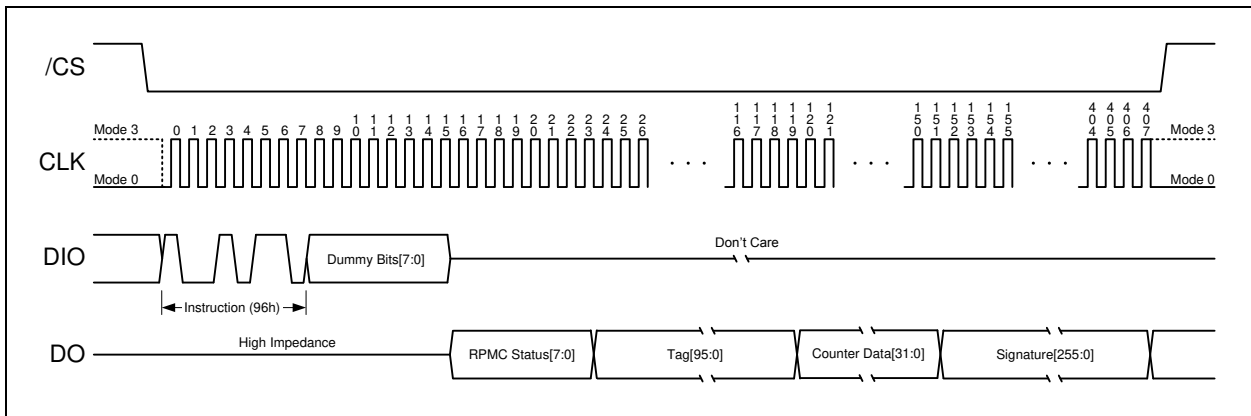 /CS
Mode 3
0 1 2 3 4 5 6 7 8 9 10 11 12 13 14 15 16 17 18 19 20 21 22 23 24 25 26 . . . 116 117 118 119 120 121 . . . 150 151 152 153 154 155 . . . 404 405 406 407
Mode 3
CLK
Mode 0
Mode 0
DIO
Dummy Bits[7:0]
Don't Care
Instruction (96h)
High Impedance
DO
RPMC Status[7:0]
Tag[95:0]
Counter Data[31:0]
Signature[255:0]